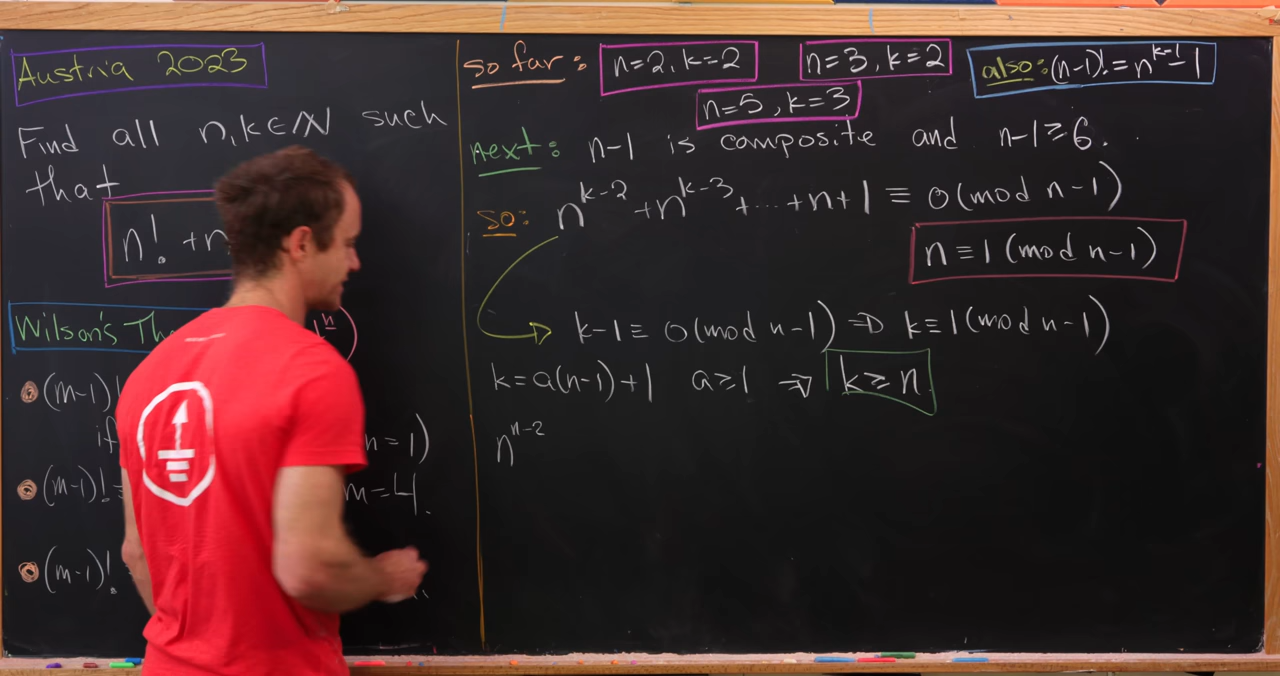 Austria 2023
Find all n,k∈ℕ such
that
n! + n
Wilson's Th
(m-1)!
if n=1)
(m-1)! m=4.
(m-1)!
so far: n=2, k=2 n=3, k=2 also: (n-1)! = n^{k-1} - 1
n=5, k=3
next: n-1 is composite and n-1≥6.
so: n^{k-2} + n^{k-3} + ... + n + 1 ≡ 0 (mod n-1)
n ≡ 1 (mod n-1)
k-1 ≡ 0 (mod n-1) ⇒ k ≡ 1 (mod n-1)
k = a(n-1)+1 a≥1 ⇒ k ≥ n
n^{n-2}